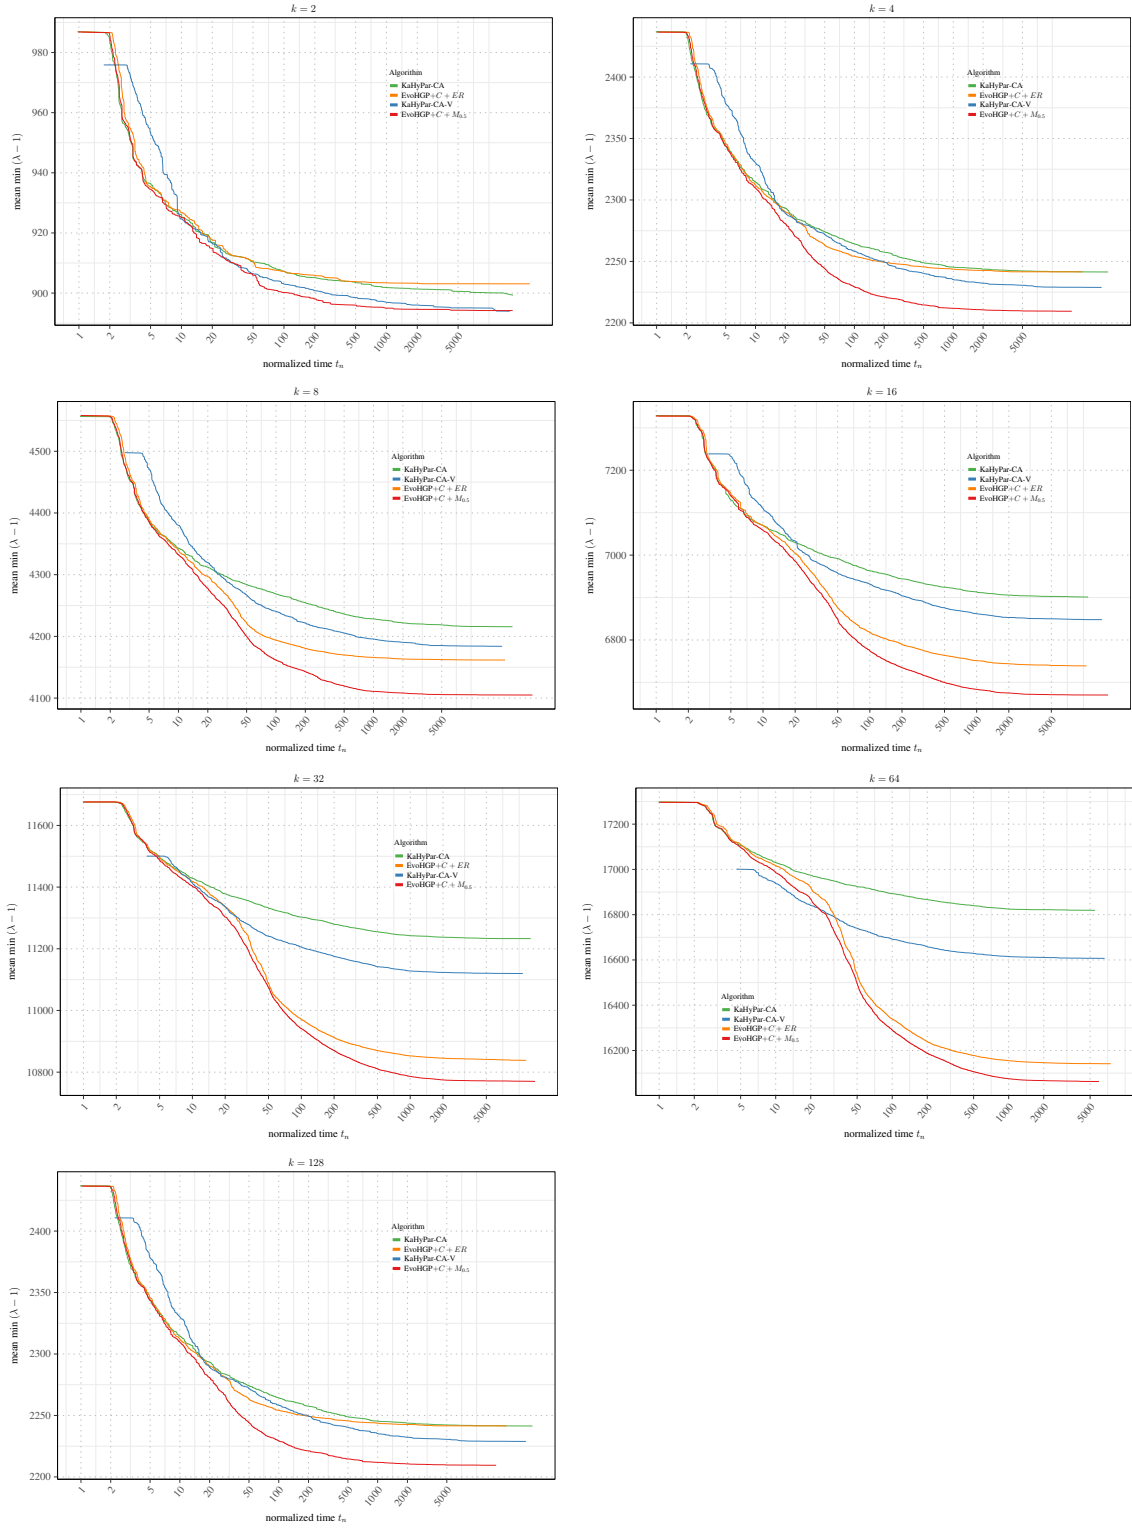 k = 2
mean min (λ − 1)
980
960
940
920
900
Algorithm
KaHyPar-CA
EvoHGP+C + ER
KaHyPar-CA-V
EvoHGP+C + M0.5
1 2 5 10 20 50 100 200 500 1000 2000 5000
normalized time tn
k = 4
mean min (λ − 1)
2400
2350
2300
2250
2200
Algorithm
KaHyPar-CA
EvoHGP+C + ER
KaHyPar-CA-V
EvoHGP+C + M0.5
1 2 5 10 20 50 100 200 500 1000 2000 5000
normalized time tn
k = 8
mean min (λ − 1)
4500
4400
4300
4200
4100
Algorithm
KaHyPar-CA
KaHyPar-CA-V
EvoHGP+C + ER
EvoHGP+C + M0.5
1 2 5 10 20 50 100 200 500 1000 2000 5000
normalized time tn
k = 16
mean min (λ − 1)
7200
7000
6800
Algorithm
KaHyPar-CA
KaHyPar-CA-V
EvoHGP+C + ER
EvoHGP+C + M0.5
1 2 5 10 20 50 100 200 500 1000 2000 5000
normalized time tn
k = 32
mean min (λ − 1)
11600
11400
11200
11000
10800
Algorithm
KaHyPar-CA
EvoHGP+C + ER
KaHyPar-CA-V
EvoHGP+C + M0.5
1 2 5 10 20 50 100 200 500 1000 2000 5000
normalized time tn
k = 64
mean min (λ − 1)
17200
17000
16800
16600
16400
16200
Algorithm
KaHyPar-CA
KaHyPar-CA-V
EvoHGP+C + ER
EvoHGP+C + M0.5
1 2 5 10 20 50 100 200 500 1000 2000 5000
normalized time tn
k = 128
mean min (λ − 1)
2400
2350
2300
2250
2200
Algorithm
KaHyPar-CA
EvoHGP+C + ER
KaHyPar-CA-V
EvoHGP+C + M0.5
1 2 5 10 20 50 100 200 500 1000 2000 5000
normalized time tn